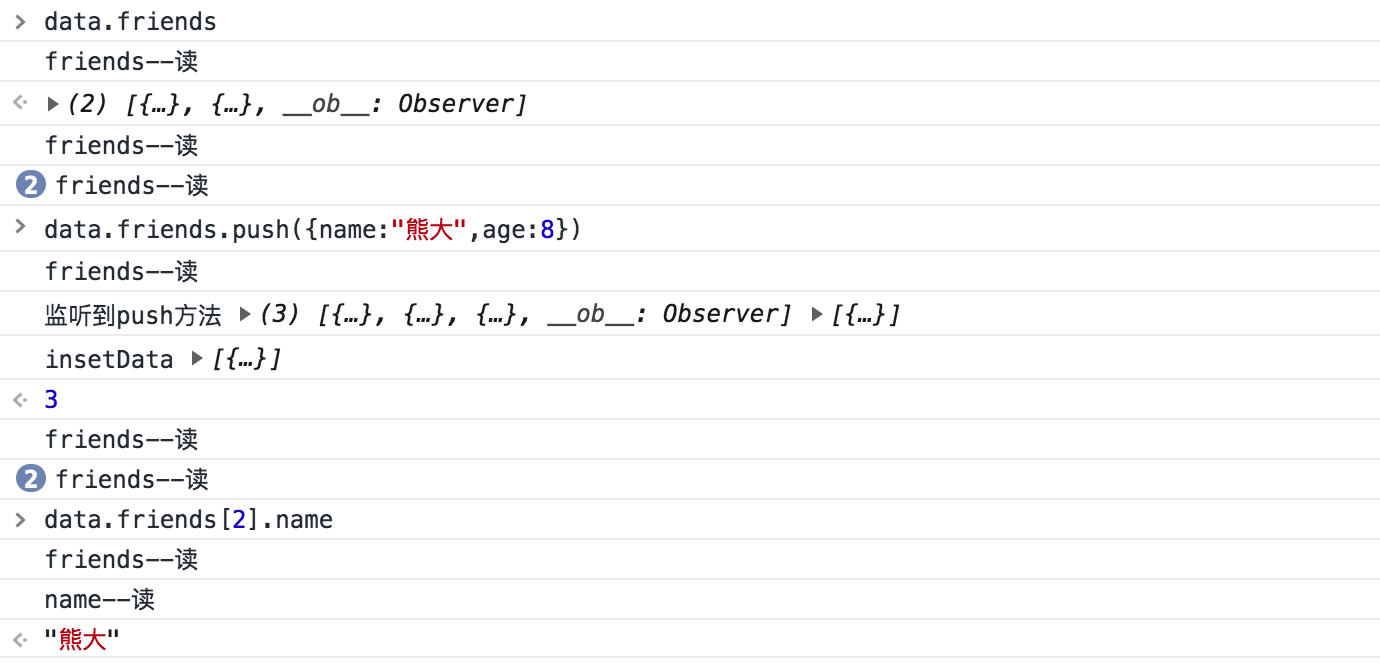 > data.friends
friends--读
<· ▶(2) [{…}, {…}, __ob__: Observer]
friends--读
2 friends--读
> data.friends.push({name:"熊大",age:8})
friends--读
监听到push方法 ▶(3) [{…}, {…}, {…}, __ob__: Observer] ▶[{…}]
insetData ▶[{…}]
<· 3
friends--读
2 friends--读
> data.friends[2].name
friends--读
name--读
<· "熊大"